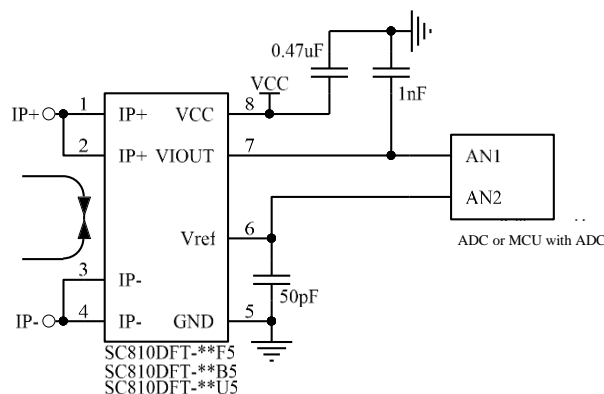 0.47uF
VCC
1nF
IP+
1
IP+
VCC
8
2
IP+
VIOUT
7
AN1
AN2
Vref
6
ADC or MCU with ADC
3
IP-
50pF
IP-
4
IP-
GND
5
SC810DFT-**F5
SC810DFT-**B5
SC810DFT-**U5